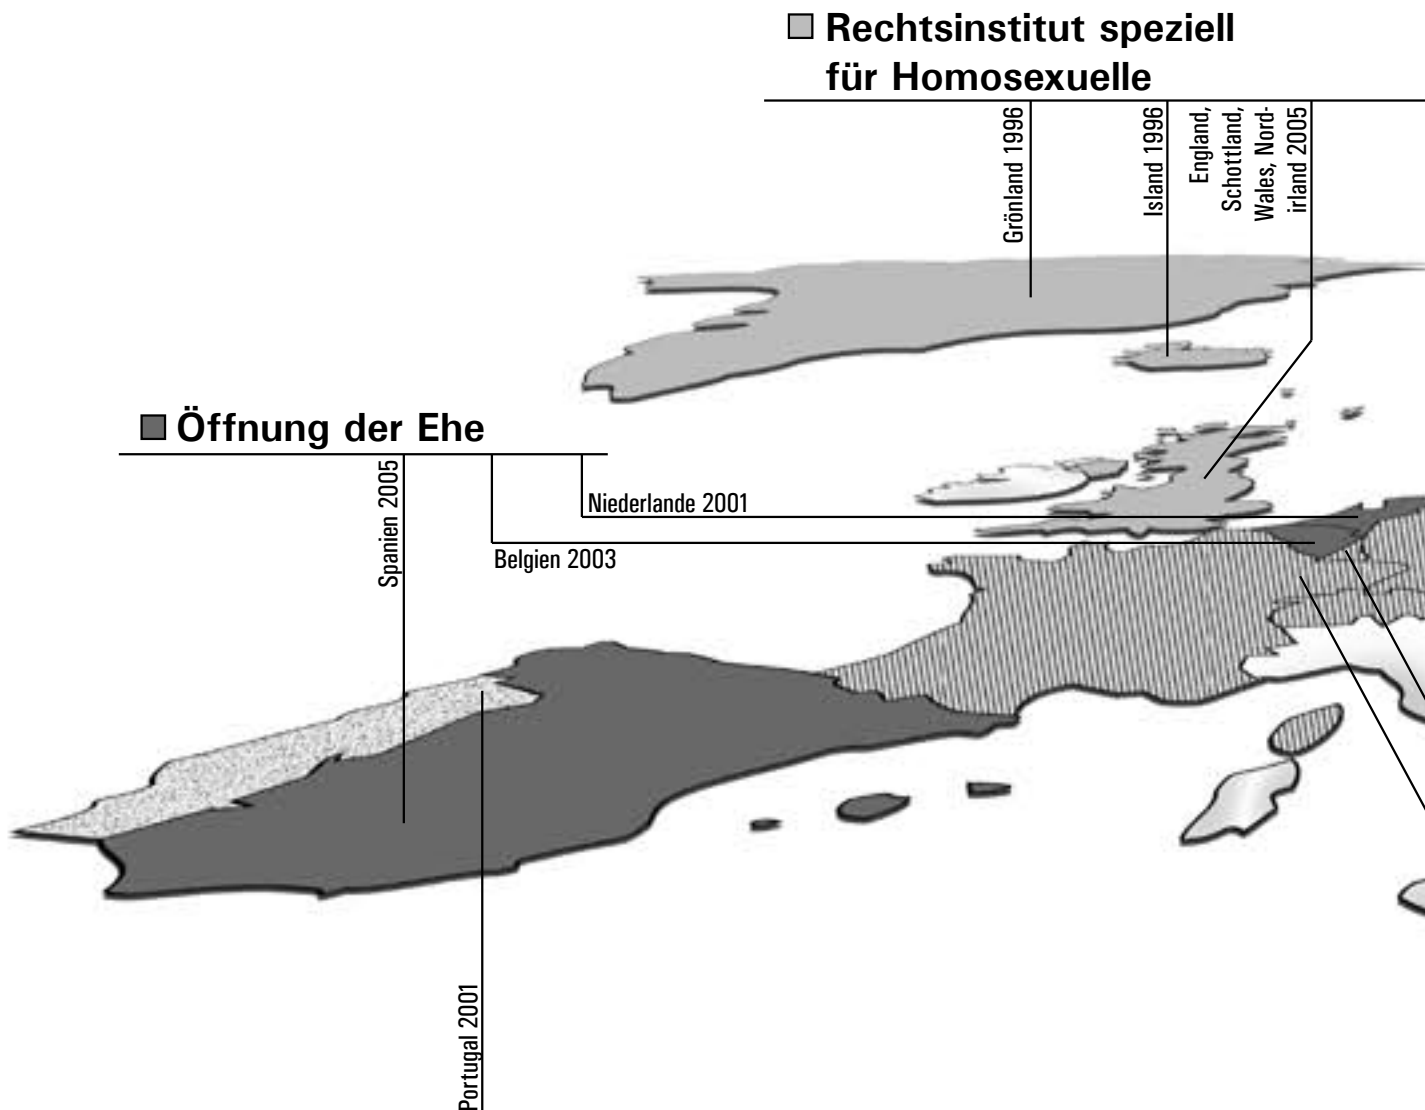 Rechtsinstitut speziell
für Homosexuelle
Grönland 1996
Island 1996
England,
Schottland,
Wales, Nord-
irland 2005
Öffnung der Ehe
Spanien 2005
Niederlande 2001
Belgien 2003
Portugal 2001